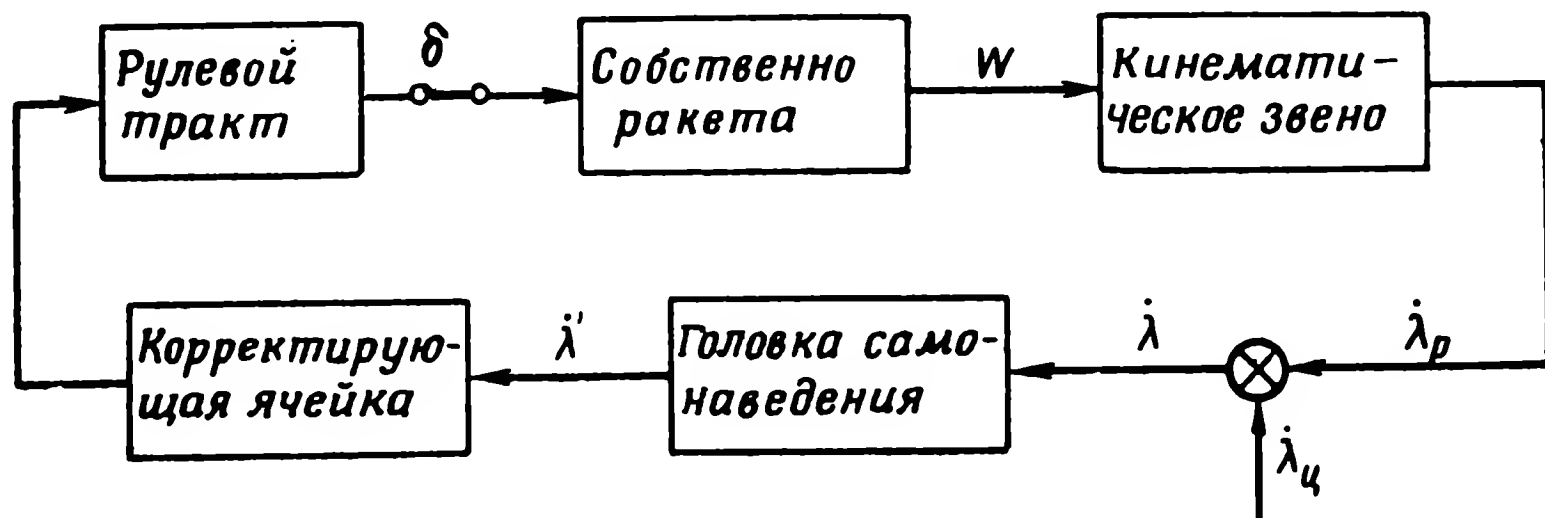 Рулевой
тракт
δ
Собственно
ракета
W
Кинемати-
ческое звено
Корректирую-
щая ячейка
λ̇'
Головка само-
наведения
λ̇
λ̇р
λ̇ц